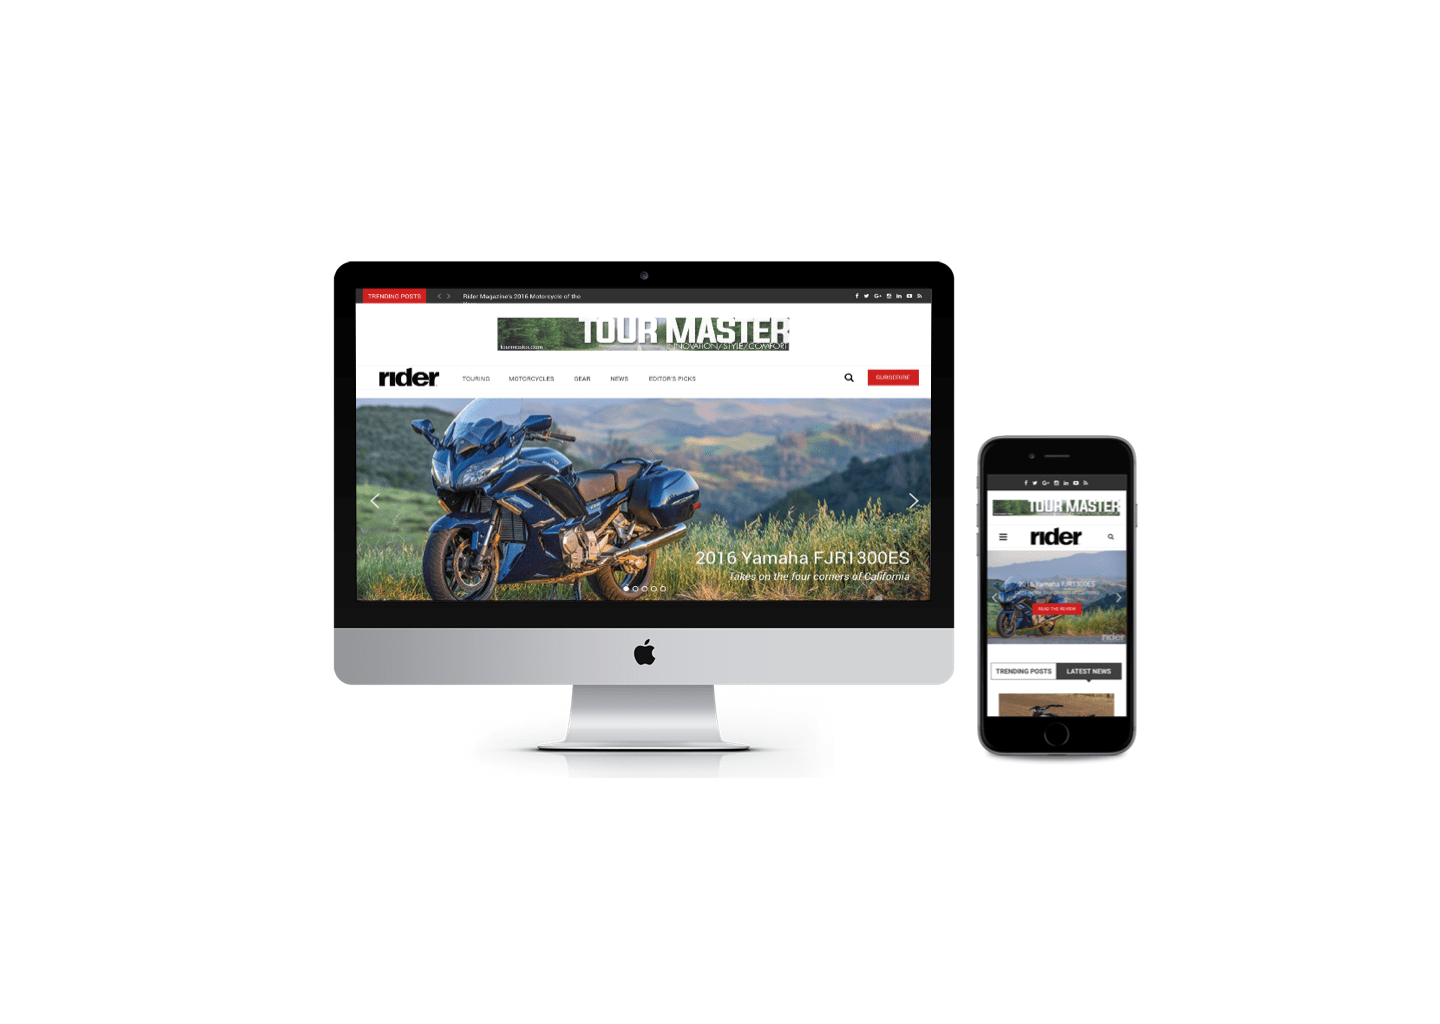 TRENDING POSTS
Rider Magazine's 2016 Motorcycle of the
TOUR MASTER
INNOVATION/STYLE/COMFORT
rider
TOURING
MOTORCYCLES
GEAR
NEWS
EDITOR'S PICKS
SUBSCRIBE
2016 Yamaha FJR1300ES
Takes on the four corners of California
TOUR MASTER
rider
2016 Yamaha FJR1300ES
READ THE REVIEW
rider
TRENDING POSTS
LATEST NEWS